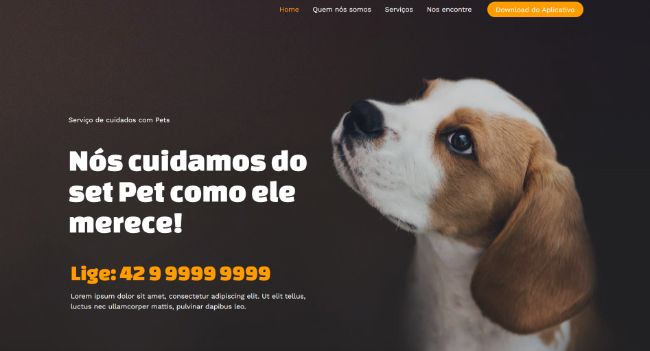 Home Quem nós somos Serviços Nos encontre Download do Aplicativo
Serviço de cuidados com Pets
Nós cuidamos do
set Pet como ele
merece!
Lige: 42 9 9999 9999
Lorem ipsum dolor sit amet, consectetur adipiscing elit. Ut elit tellus,
luctus nec ullamcorper mattis, pulvinar dapibus leo.